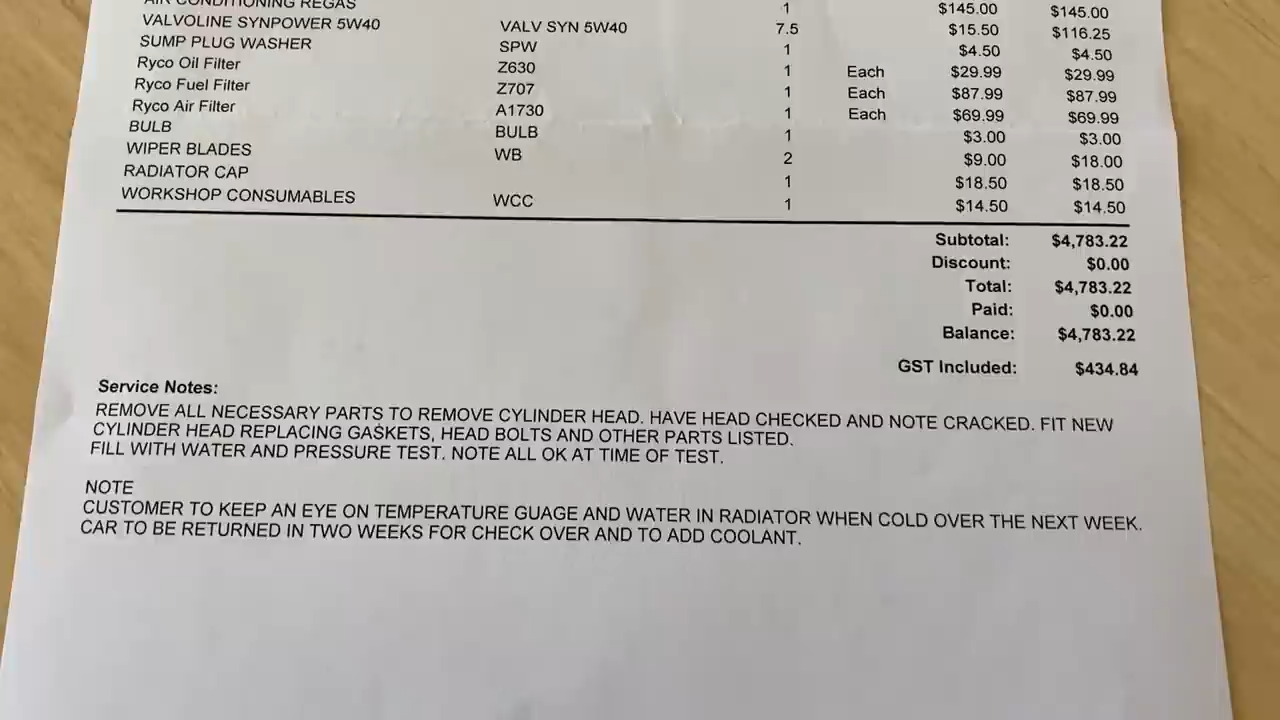 AIR CONDITIONING REGAS 1 $145.00 $145.00
VALVOLINE SYNPOWER 5W40 VALV SYN 5W40 7.5 $15.50 $116.25
SUMP PLUG WASHER SPW 1 $4.50 $4.50
Ryco Oil Filter Z630 1 Each $29.99 $29.99
Ryco Fuel Filter Z707 1 Each $87.99 $87.99
Ryco Air Filter A1730 1 Each $69.99 $69.99
BULB BULB 1 $3.00 $3.00
WIPER BLADES WB 2 $9.00 $18.00
RADIATOR CAP 1 $18.50 $18.50
WORKSHOP CONSUMABLES WCC 1 $14.50 $14.50
Subtotal: $4,783.22
Discount: $0.00
Total: $4,783.22
Paid: $0.00
Balance: $4,783.22
GST Included: $434.84
Service Notes:
REMOVE ALL NECESSARY PARTS TO REMOVE CYLINDER HEAD. HAVE HEAD CHECKED AND NOTE CRACKED. FIT NEW
CYLINDER HEAD REPLACING GASKETS, HEAD BOLTS AND OTHER PARTS LISTED.
FILL WITH WATER AND PRESSURE TEST. NOTE ALL OK AT TIME OF TEST.
NOTE
CUSTOMER TO KEEP AN EYE ON TEMPERATURE GUAGE AND WATER IN RADIATOR WHEN COLD OVER THE NEXT WEEK.
CAR TO BE RETURNED IN TWO WEEKS FOR CHECK OVER AND TO ADD COOLANT.